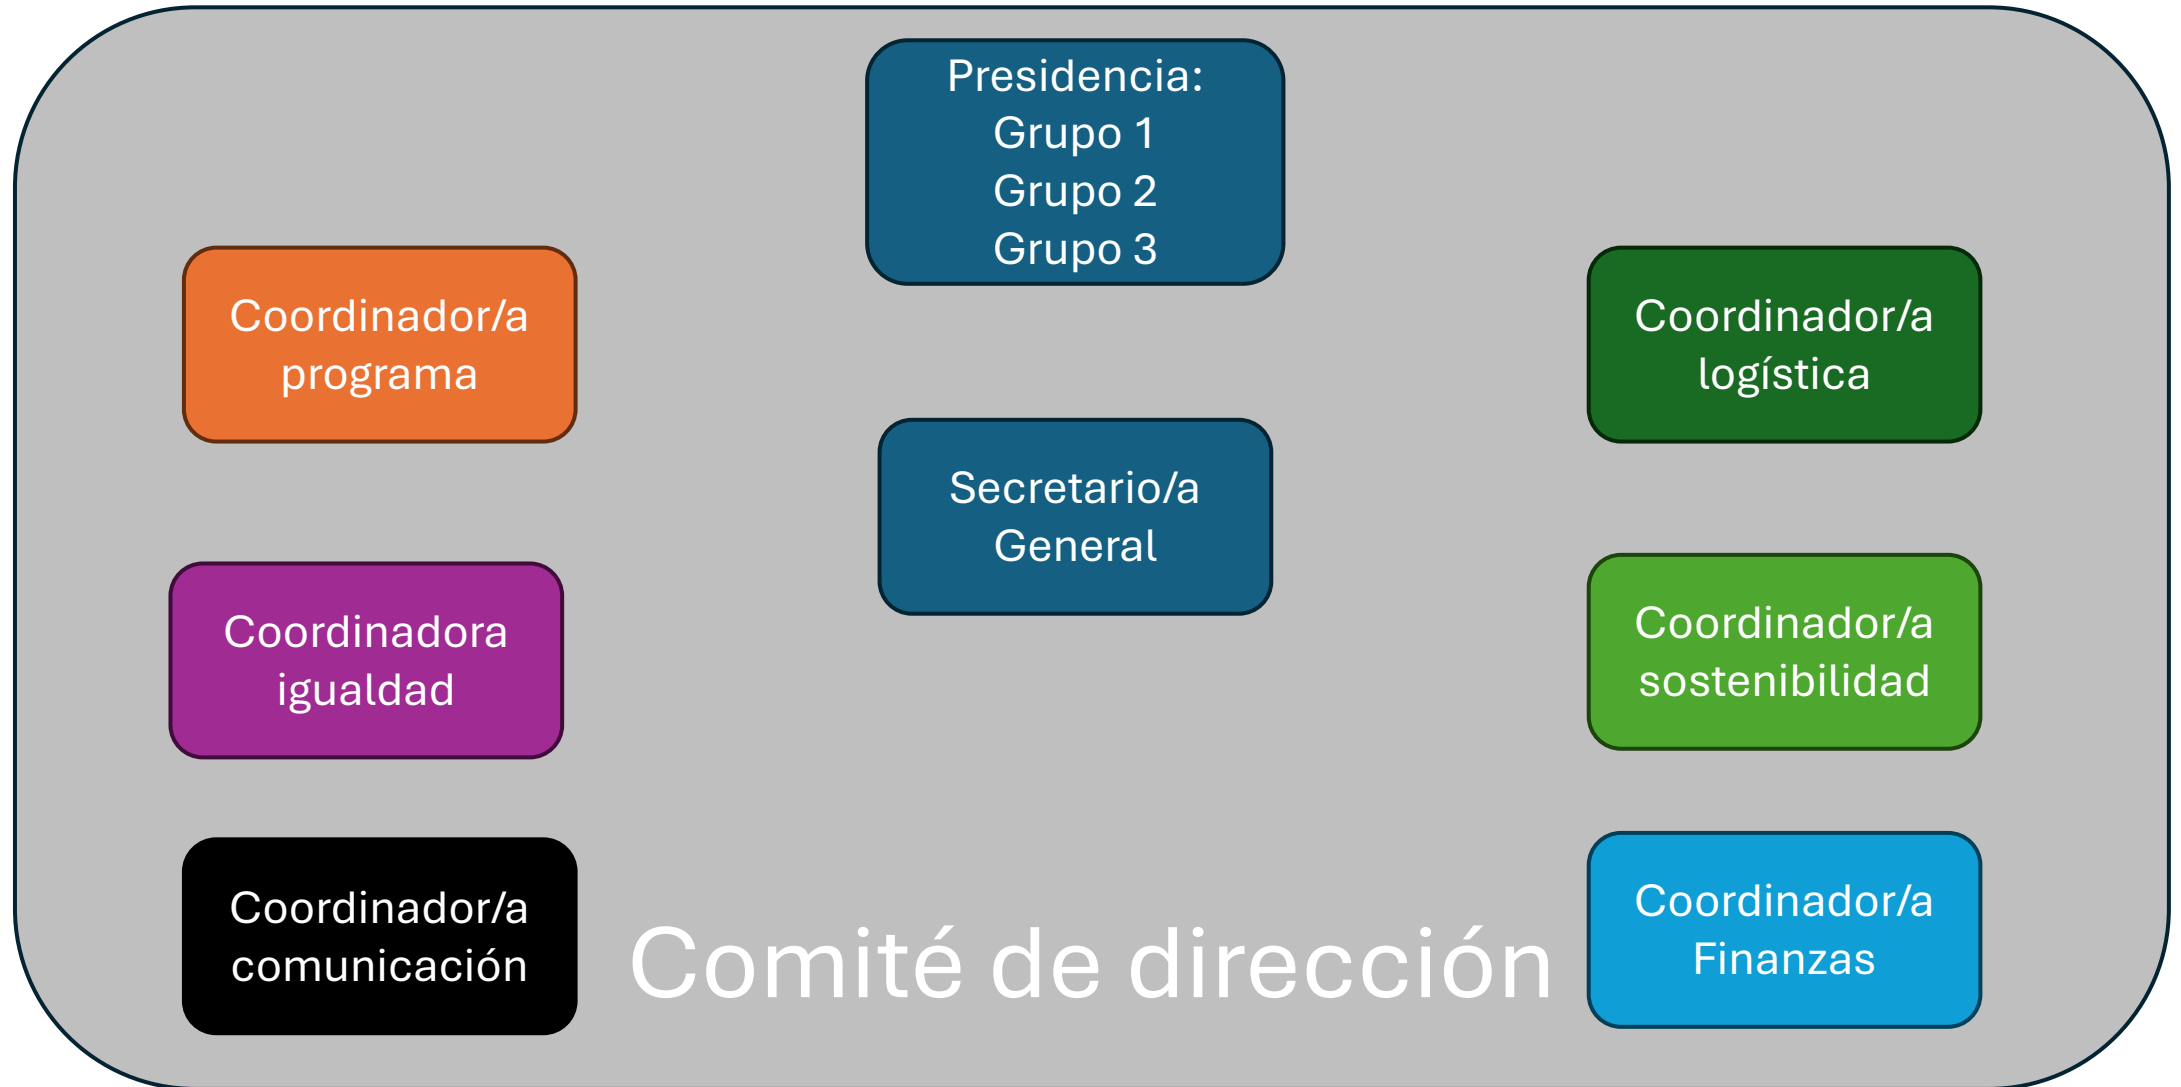 Presidencia:
Grupo 1
Grupo 2
Grupo 3
Coordinador/a
programa
Coordinador/a
logística
Secretario/a
General
Coordinadora
igualdad
Coordinador/a
sostenibilidad
Coordinador/a
comunicación
Comité de dirección
Coordinador/a
Finanzas